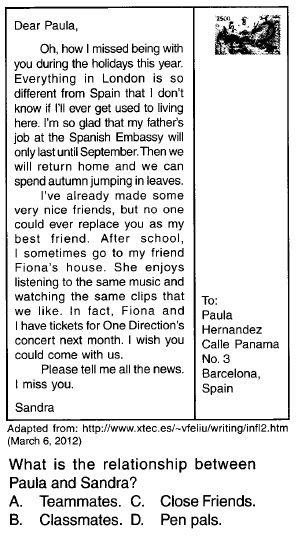 Dear Paula,
Oh, how I missed being with
you during the holidays this year.
Everything in London is so
different from Spain that I don't
know if I'll ever get used to living
here. I'm so glad that my father's
job at the Spanish Embassy will
only last until September. Then we
will return home and we can
spend autumn jumping in leaves.
I've already made some
very nice friends, but no one
could ever replace you as my
best friend. After school,
I sometimes go to my friend
Fiona's house. She enjoys
listening to the same music and
watching the same clips that
we like. In fact, Fiona and
I have tickets for One Direction's
concert next month. I wish you
could come with us.
Please tell me all the news.
I miss you.
Sandra
2500
To:
Paula
Hernandez
Calle Panama
No. 3
Barcelona,
Spain
Adapted from: http://www.xtec.es/~vfeliu/writing/infl2.htm
(March 6, 2012)
What is the relationship between
Paula and Sandra?
A. Teammates. C. Close Friends.
B. Classmates. D. Pen pals.